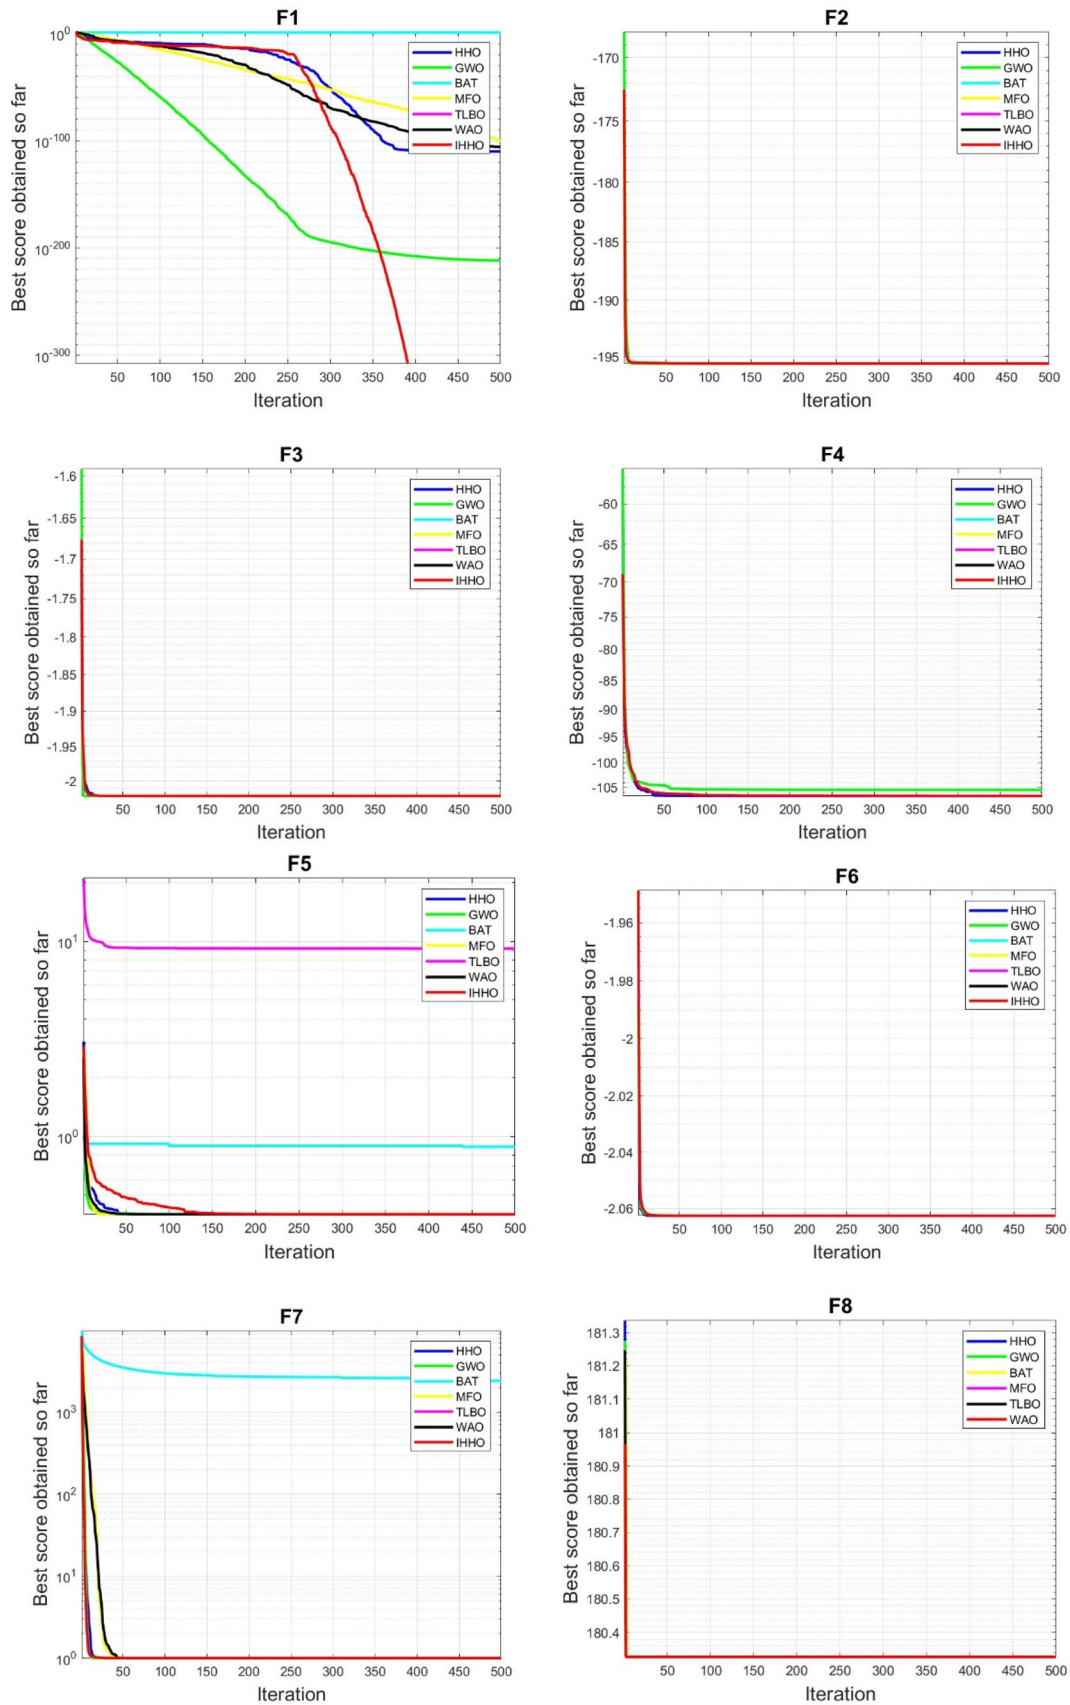 F1
Best score obtained so far
10^0
10^-100
10^-200
10^-300
HHO
GWO
BAT
MFO
TLBO
WAO
IHHO
50 100 150 200 250 300 350 400 450 500
Iteration
F2
Best score obtained so far
-170
-175
-180
-185
-190
-195
HHO
GWO
BAT
MFO
TLBO
WAO
IHHO
50 100 150 200 250 300 350 400 450 500
Iteration
F3
Best score obtained so far
-1.6
-1.65
-1.7
-1.75
-1.8
-1.85
-1.9
-1.95
-2
HHO
GWO
BAT
MFO
TLBO
WAO
IHHO
50 100 150 200 250 300 350 400 450 500
Iteration
F4
Best score obtained so far
-60
-65
-70
-75
-80
-85
-90
-95
-100
-105
HHO
GWO
BAT
MFO
TLBO
WAO
IHHO
50 100 150 200 250 300 350 400 450 500
Iteration
F5
Best score obtained so far
10^1
10^0
HHO
GWO
BAT
MFO
TLBO
WAO
IHHO
50 100 150 200 250 300 350 400 450 500
Iteration
F6
Best score obtained so far
-1.96
-1.98
-2
-2.02
-2.04
-2.06
HHO
GWO
BAT
MFO
TLBO
WAO
IHHO
50 100 150 200 250 300 350 400 450 500
Iteration
F7
Best score obtained so far
10^3
10^2
10^1
10^0
HHO
GWO
BAT
MFO
TLBO
WAO
IHHO
50 100 150 200 250 300 350 400 450 500
Iteration
F8
Best score obtained so far
181.3
181.2
181.1
181
180.9
180.8
180.7
180.6
180.5
180.4
HHO
GWO
BAT
MFO
TLBO
WAO
50 100 150 200 250 300 350 400 450 500
Iteration